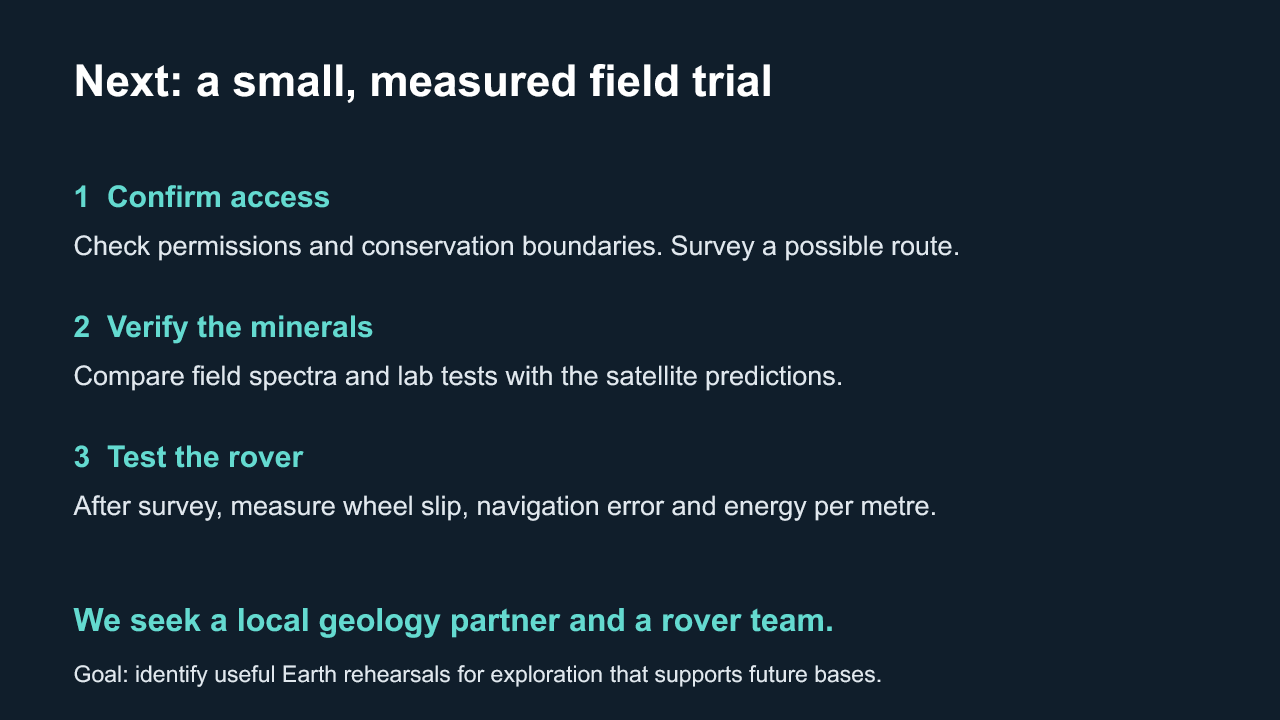 Next: a small, measured field trial
1 Confirm access
Check permissions and conservation boundaries. Survey a possible route.
2 Verify the minerals
Compare field spectra and lab tests with the satellite predictions.
3 Test the rover
After survey, measure wheel slip, navigation error and energy per metre.
We seek a local geology partner and a rover team.
Goal: identify useful Earth rehearsals for exploration that supports future bases.